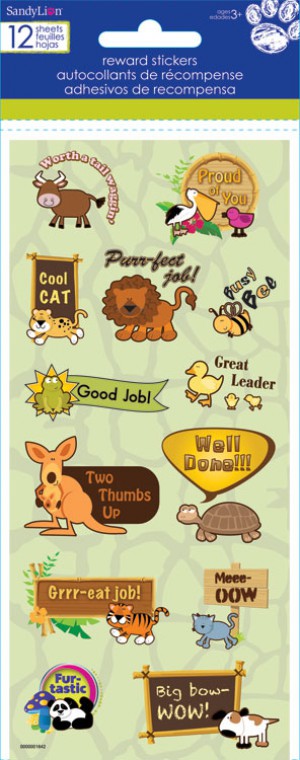 SandyLion
ages 3+
edades
12 sheets
feuilles
hojas
reward stickers
autocollants de récompense
adhesivos de recompensa
Worth a tail waggin'
Proud
of
You
Cool
CAT
Purr-fect
job!
Busy
Bee
Good Job!
Great
Leader
Two
Thumbs
Up
Well
Done!!!
Grrr-eat job!
Meee-
OOW
Fur-
tastic
Big bow-
WOW!